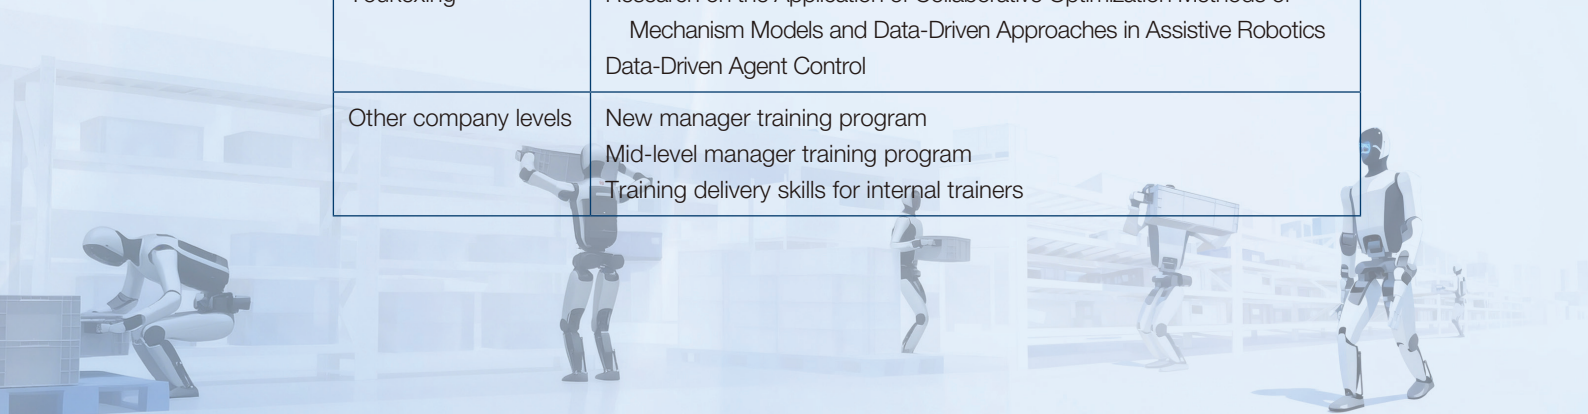 Mechanism Models and Data-Driven Approaches in Assistive Robotics
Data-Driven Agent Control
Other company levels
New manager training program
Mid-level manager training program
Training delivery skills for internal trainers